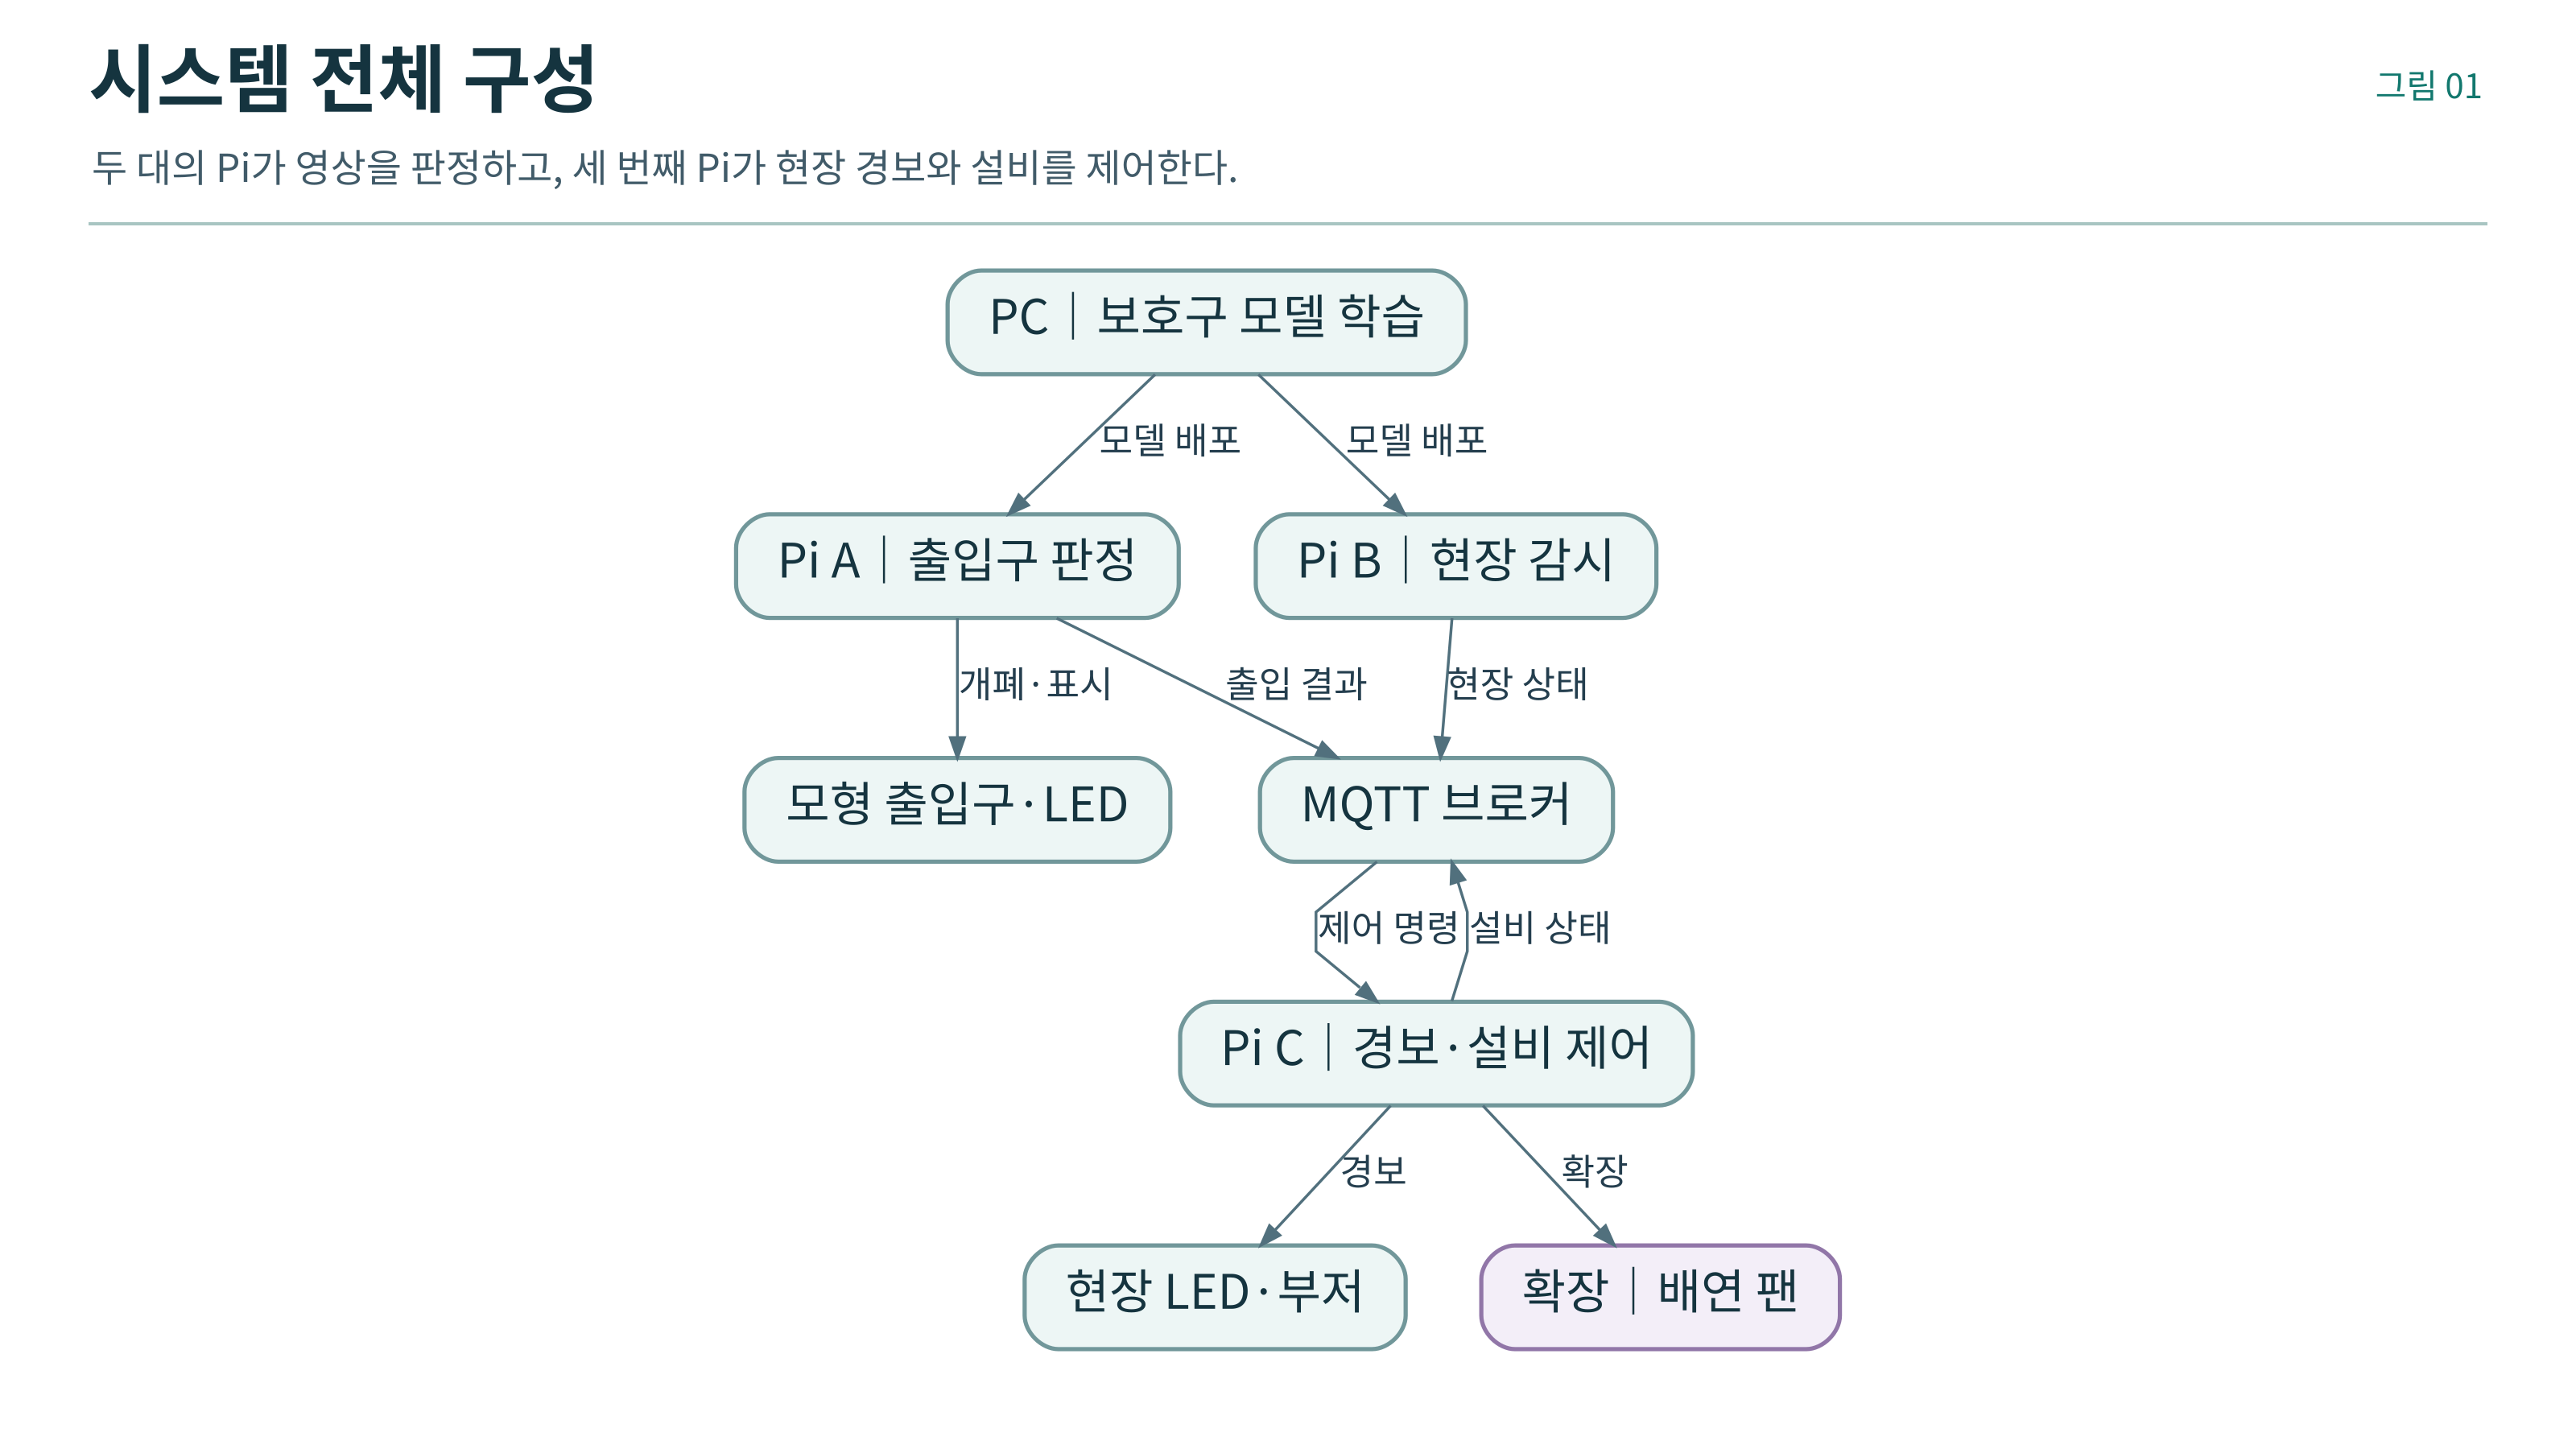 시스템 전체 구성
그림 01
두 대의 Pi가 영상을 판정하고, 세 번째 Pi가 현장 경보와 설비를 제어한다.
PC│보호구 모델 학습
모델 배포
모델 배포
Pi A│출입구 판정
Pi B│현장 감시
개폐·표시
출입 결과
현장 상태
모형 출입구·LED
MQTT 브로커
제어 명령
설비 상태
Pi C│경보·설비 제어
경보
확장
현장 LED·부저
확장│배연 팬